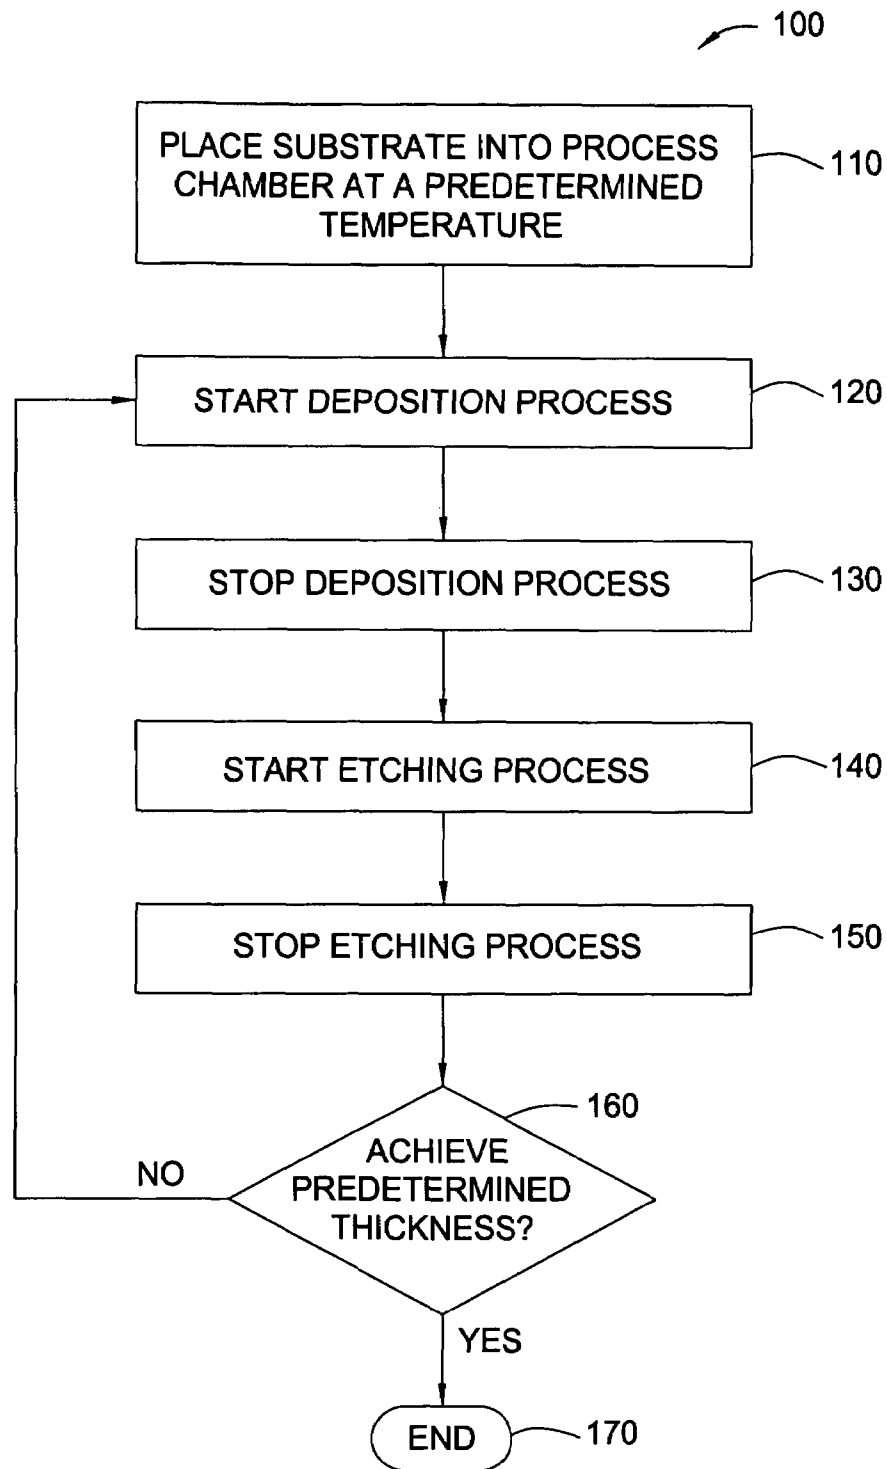 100
PLACE SUBSTRATE INTO PROCESS
CHAMBER AT A PREDETERMINED
TEMPERATURE
110
START DEPOSITION PROCESS
120
STOP DEPOSITION PROCESS
130
START ETCHING PROCESS
140
STOP ETCHING PROCESS
150
160
ACHIEVE
PREDETERMINED
THICKNESS?
NO
YES
END
170